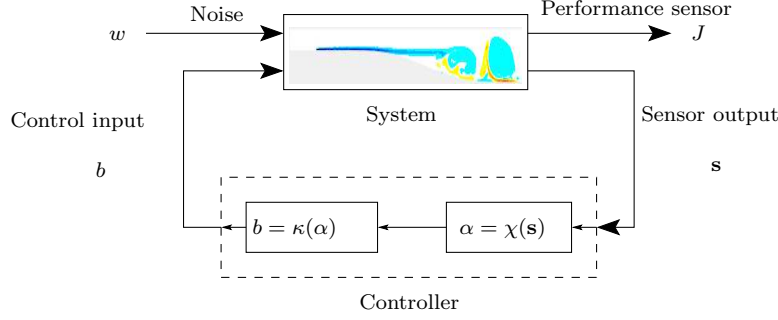 Noise
Performance sensor
w
J
System
Control input
Sensor output
b
s
b = κ(α)
α = χ(s)
Controller